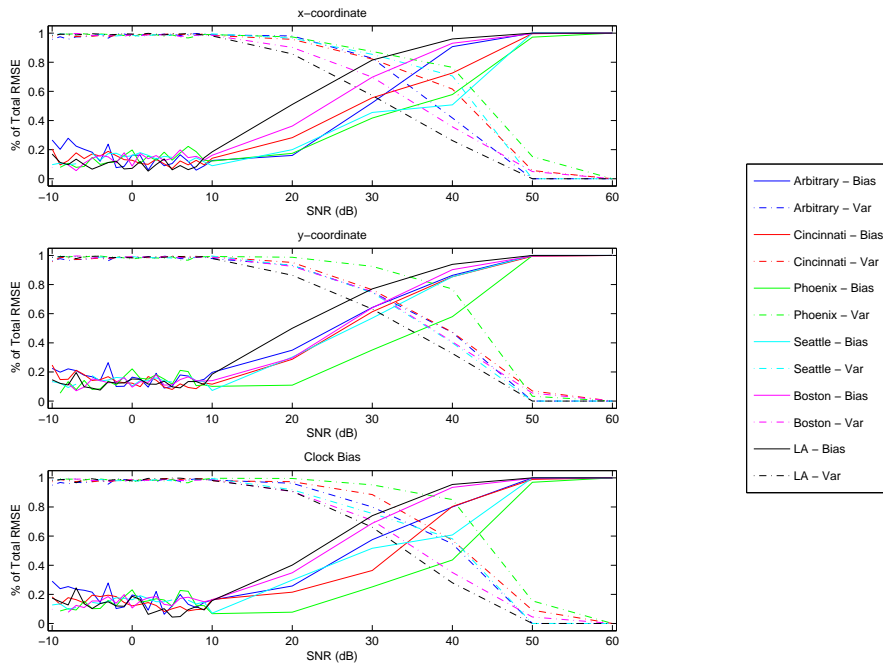 x−coordinate
% of Total RMSE
1
0.8
0.6
0.4
0.2
0
−10
0
10
20
30
40
50
60
SNR (dB)
y−coordinate
% of Total RMSE
1
0.8
0.6
0.4
0.2
0
−10
0
10
20
30
40
50
60
SNR (dB)
Clock Bias
% of Total RMSE
1
0.8
0.6
0.4
0.2
0
−10
0
10
20
30
40
50
60
SNR (dB)
Arbitrary − Bias
Arbitrary − Var
Cincinnati − Bias
Cincinnati − Var
Phoenix − Bias
Phoenix − Var
Seattle − Bias
Seattle − Var
Boston − Bias
Boston − Var
LA − Bias
LA − Var